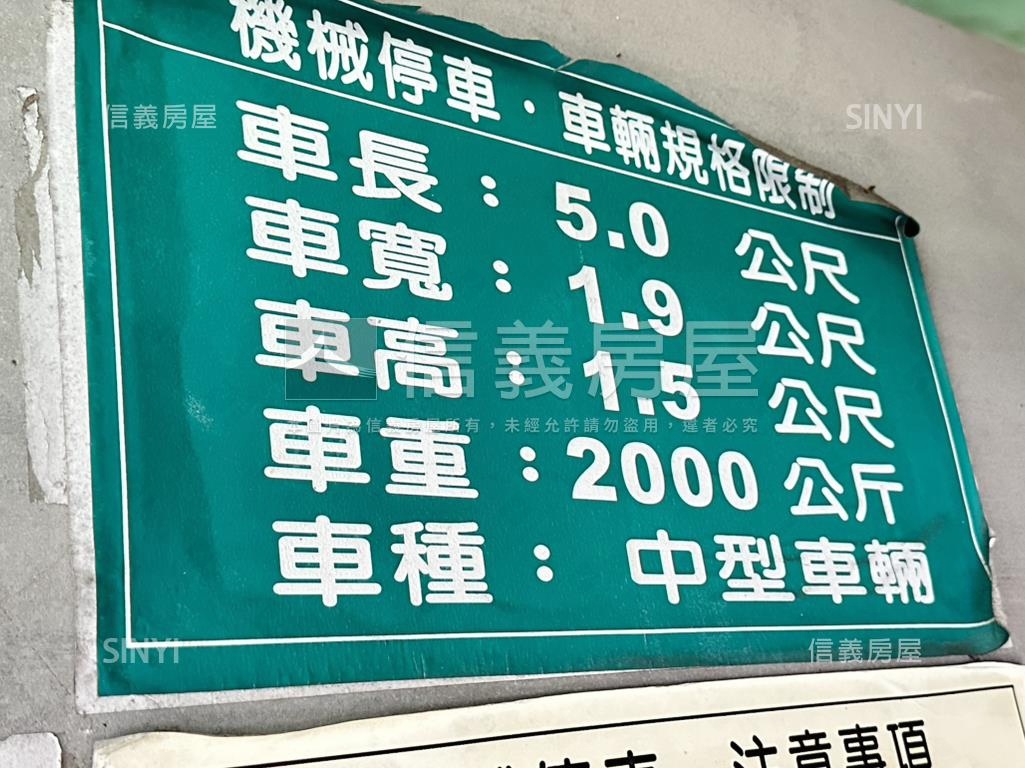 機械停車·車輛規格限制
信義房屋
SINYI
車長：5.0 公尺
車寬：1.9 公尺
車高：1.5 公尺
信義房屋
車重：2000 公斤
車種：中型車輛
SINYI
信義房屋
停車 注意事項